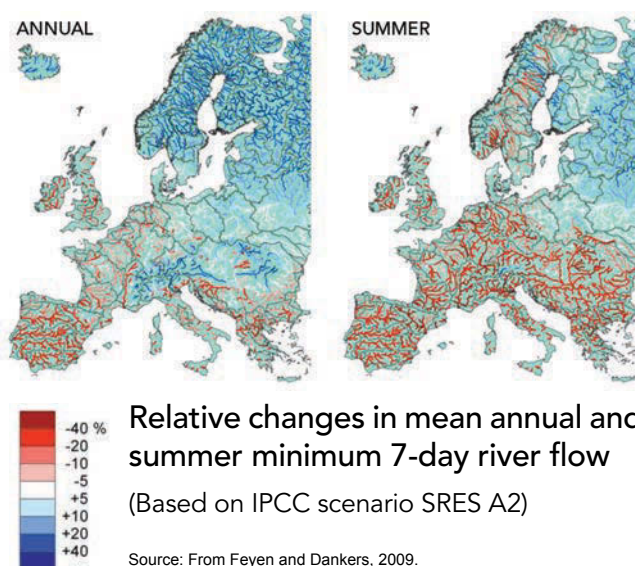 ANNUAL
SUMMER
-40 %
-20
-10
-5
+5
+10
+20
+40
Relative changes in mean annual and
summer minimum 7-day river flow
(Based on IPCC scenario SRES A2)
Source: From Feyen and Dankers, 2009.